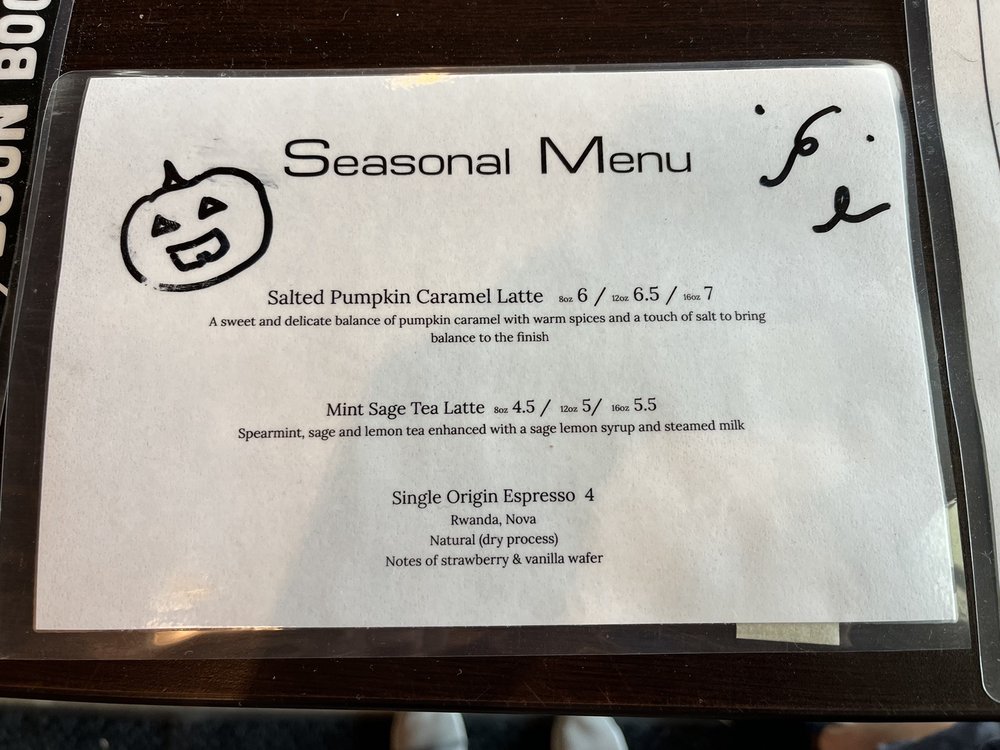 Seasonal Menu
Salted Pumpkin Caramel Latte 8oz 6 / 12oz 6.5 / 16oz 7
A sweet and delicate balance of pumpkin caramel with warm spices and a touch of salt to bring
balance to the finish
Mint Sage Tea Latte 8oz 4.5 / 12oz 5/ 16oz 5.5
Spearmint, sage and lemon tea enhanced with a sage lemon syrup and steamed milk
Single Origin Espresso 4
Rwanda, Nova
Natural (dry process)
Notes of strawberry & vanilla wafer